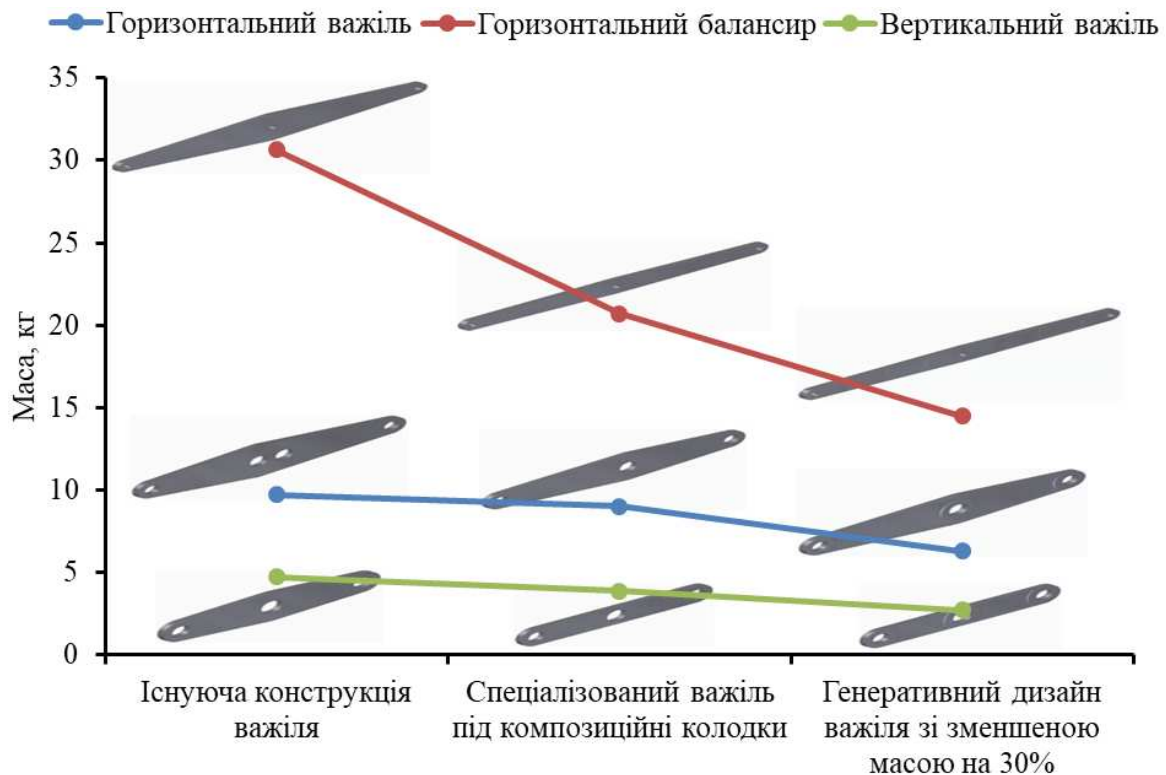 Горизонтальний важіль Горизонтальний балансир Вертикальний важіль
35
30
25
20
15
10
5
0
Маса, кг
Існуюча конструкція
важіля
Спеціалізований важіль
під композиційні колодки
Генеративний дизайн
важіля зі зменшеною
масою на 30%